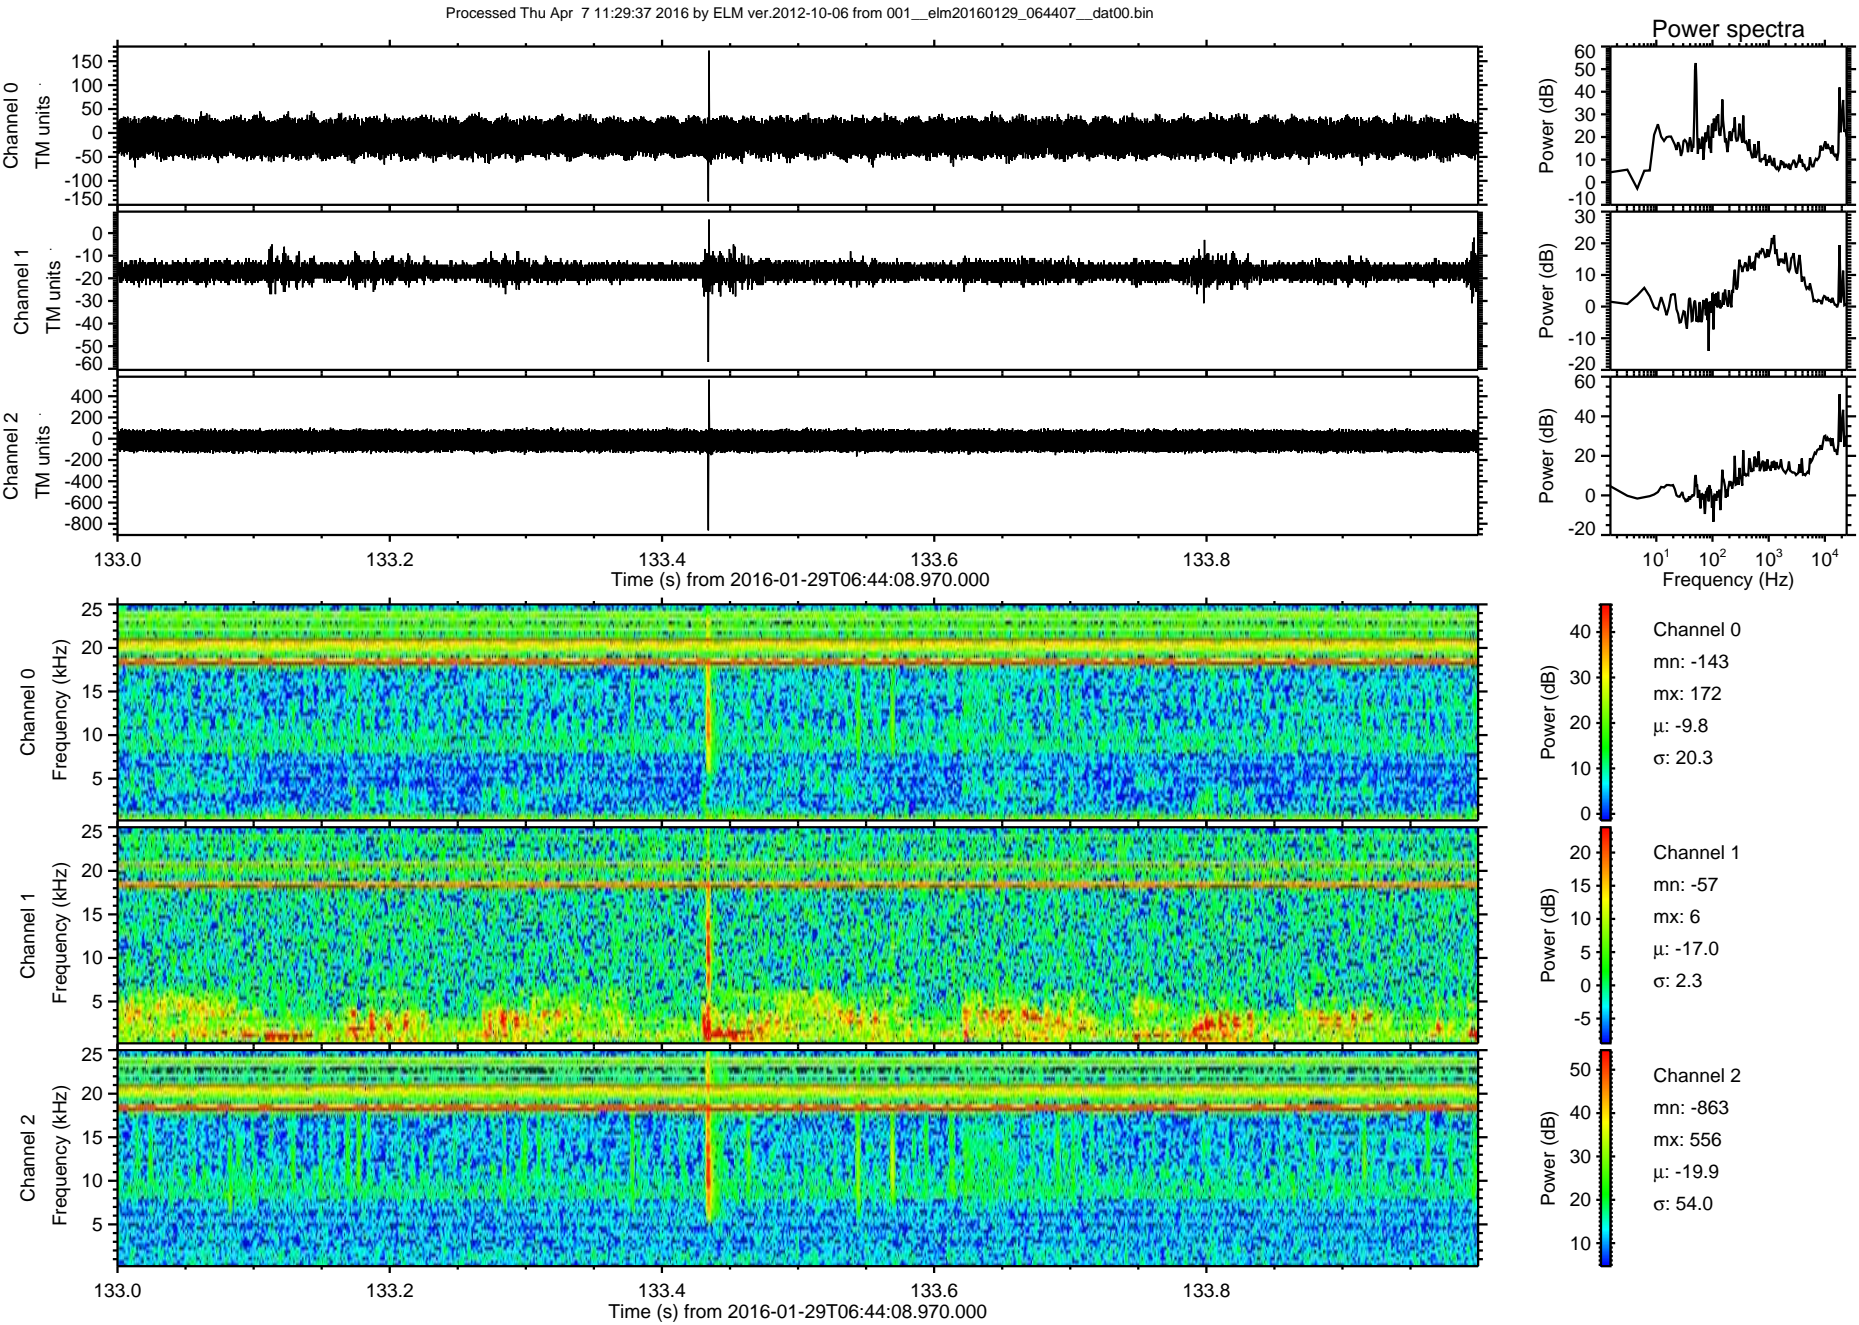 Processed Thu Apr  7 11:29:37 2016 by ELM ver.2012-10-06 from 001__elm20160129_064407__dat00.bin
Power spectra
Channel 0
TM units
150
100
50
0
-50
-100
-150
Power (dB)
60
50
40
30
20
10
0
-10
Channel 1
TM units
0
-10
-20
-30
-40
-50
-60
Power (dB)
30
20
10
0
-10
-20
Channel 2
TM units
400
200
0
-200
-400
-600
-800
Power (dB)
60
40
20
0
-20
133.0 133.2 133.4 133.6 133.8
Time (s) from 2016-01-29T06:44:08.970.000
10^1 10^2 10^3 10^4
Frequency (Hz)
Channel 0
Frequency (kHz)
25
20
15
10
5
Power (dB)
40
30
20
10
0
Channel 0
mn: -143
mx: 172
μ: -9.8
σ: 20.3
Channel 1
Frequency (kHz)
25
20
15
10
5
Power (dB)
20
15
10
5
0
-5
Channel 1
mn: -57
mx: 6
μ: -17.0
σ: 2.3
Channel 2
Frequency (kHz)
25
20
15
10
5
Power (dB)
50
40
30
20
10
Channel 2
mn: -863
mx: 556
μ: -19.9
σ: 54.0
133.0 133.2 133.4 133.6 133.8
Time (s) from 2016-01-29T06:44:08.970.000